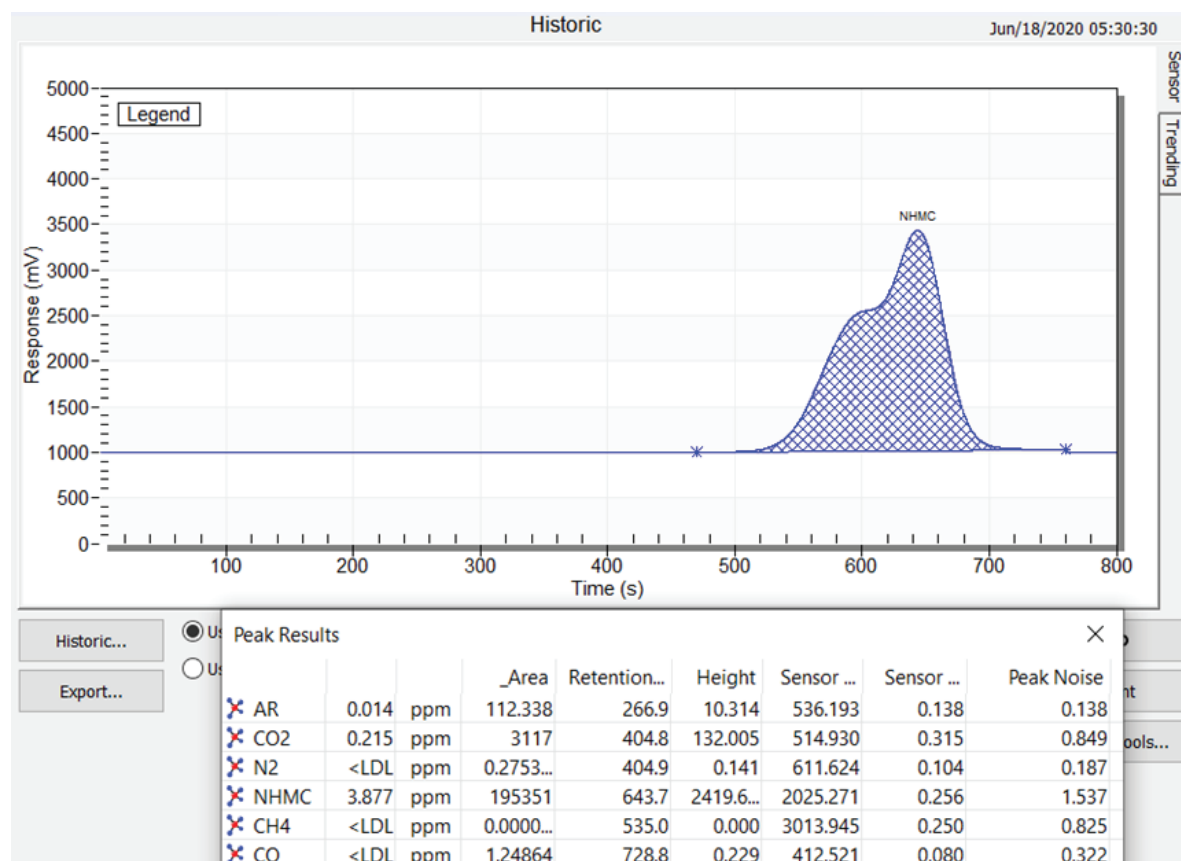 Historic
Jun/18/2020 05:30:30
Sensor
Trending
Legend
5000
4500
4000
3500
3000
2500
2000
1500
1000
500
0
Response (mV)
NHMC
100 200 300 400 500 600 700 800
Time (s)
Historic...
Export...
Us
Us
Peak Results
_Area Retention... Height Sensor ... Sensor ... Peak Noise
AR 0.014 ppm 112.338 266.9 10.314 536.193 0.138 0.138
CO2 0.215 ppm 3117 404.8 132.005 514.930 0.315 0.849
N2 <LDL ppm 0.2753... 404.9 0.141 611.624 0.104 0.187
NHMC 3.877 ppm 195351 643.7 2419.6... 2025.271 0.256 1.537
CH4 <LDL ppm 0.0000... 535.0 0.000 3013.945 0.250 0.825
CO <LDL ppm 1.24864 728.8 0.229 412.521 0.080 0.322
nt
ools...